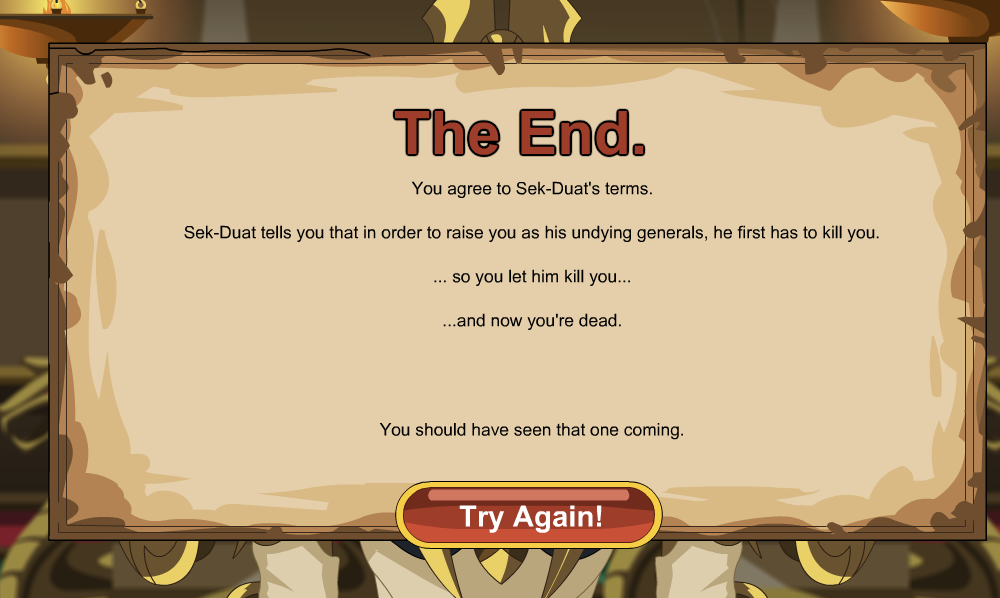 The End.
You agree to Sek-Duat's terms.
Sek-Duat tells you that in order to raise you as his undying generals, he first has to kill you.
... so you let him kill you...
...and now you're dead.
You should have seen that one coming.
Try Again!